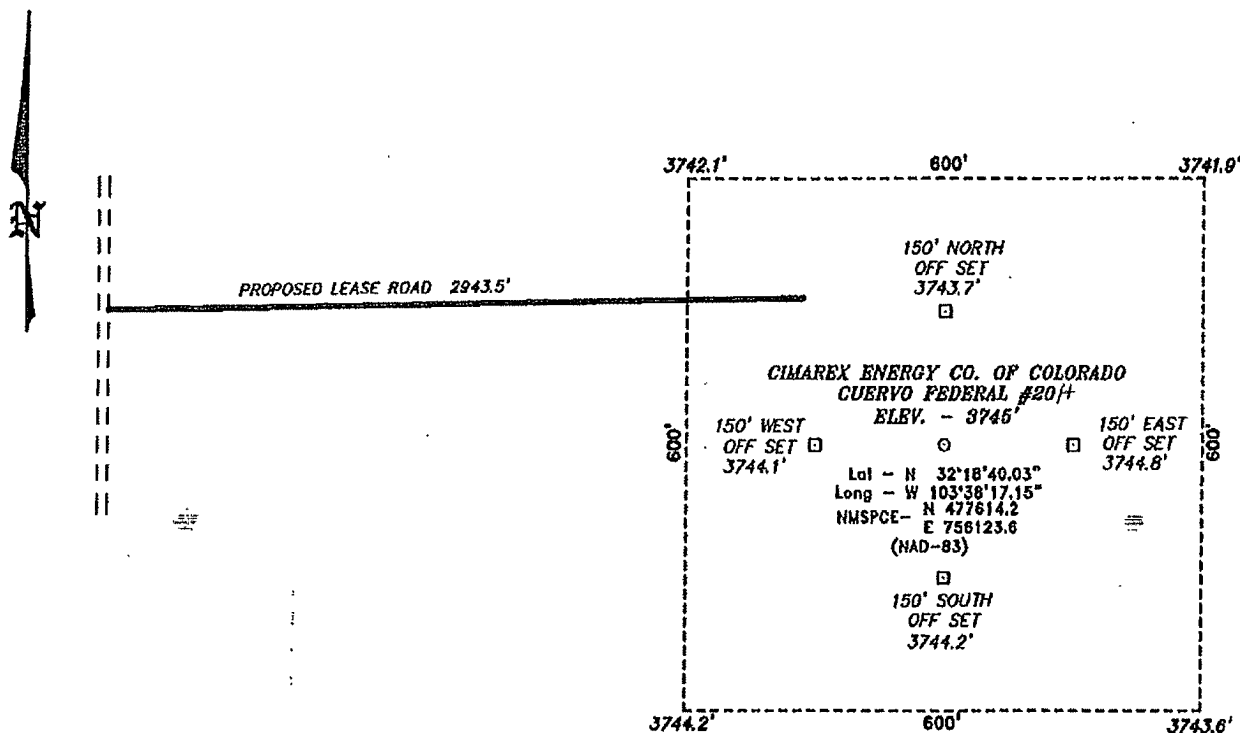 3742.1' 600' 3741.9'
N
150' NORTH
OFF SET
3743.7'
PROPOSED LEASE ROAD 2943.5'
CIMAREX ENERGY CO. OF COLORADO
CUERVO FEDERAL #20H
ELEV. - 3745'
150' WEST
OFF SET
3744.1'
150' EAST
OFF SET
3744.8'
600'
600'
Lat - N 32°18'40.03"
Long - W 103°38'17.15"
NMSPCE- N 477614.2
E 756123.6
(NAD-83)
150' SOUTH
OFF SET
3744.2'
3744.2' 600' 3743.6'